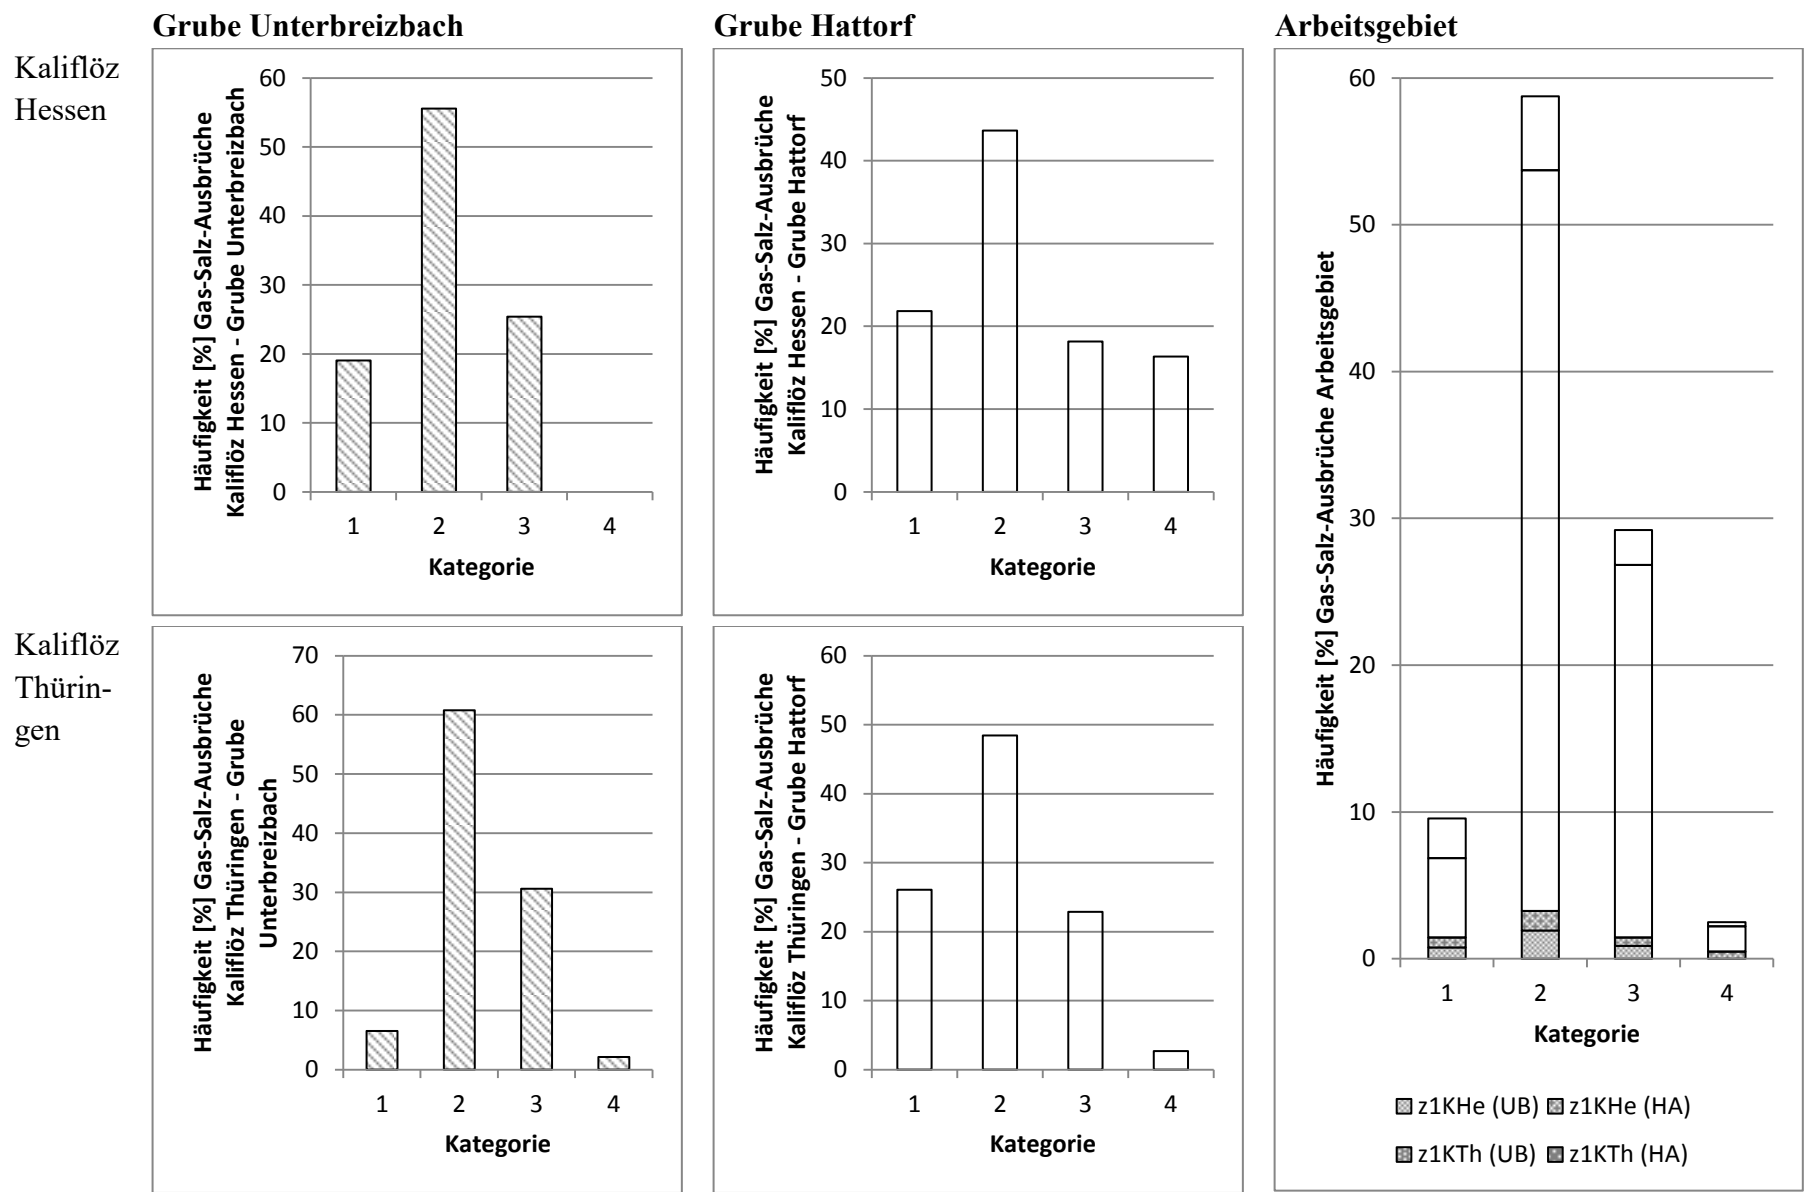 Grube Unterbreizbach
Grube Hattorf
Arbeitsgebiet
Kaliflöz
Hessen
Häufigkeit [%] Gas-Salz-Ausbrüche
Kaliflöz Hessen - Grube Unterbreizbach
60
50
40
30
20
10
0
1 2 3 4
Kategorie
Häufigkeit [%] Gas-Salz-Ausbrüche
Kaliflöz Hessen - Grube Hattorf
50
40
30
20
10
0
1 2 3 4
Kategorie
Häufigkeit [%] Gas-Salz-Ausbrüche Arbeitsgebiet
60
50
40
30
20
10
0
1 2 3 4
Kategorie
z1KHe (UB) z1KHe (HA)
z1KTh (UB) z1KTh (HA)
Kaliflöz
Thürin-
gen
Häufigkeit [%] Gas-Salz-Ausbrüche
Kaliflöz Thüringen - Grube
Unterbreizbach
70
60
50
40
30
20
10
0
1 2 3 4
Kategorie
Häufigkeit [%] Gas-Salz-Ausbrüche
Kaliflöz Thüringen - Grube Hattorf
60
50
40
30
20
10
0
1 2 3 4
Kategorie